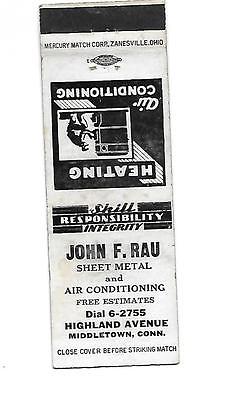 MERCURY MATCH CORP., ZANESVILLE, OHIO
air
CONDITIONING
HEATING
Skill
RESPONSIBILITY
INTEGRITY
JOHN F. RAU
SHEET METAL
and
AIR CONDITIONING
FREE ESTIMATES
Dial 6-2755
HIGHLAND AVENUE
MIDDLETOWN, CONN.
CLOSE COVER BEFORE STRIKING MATCH